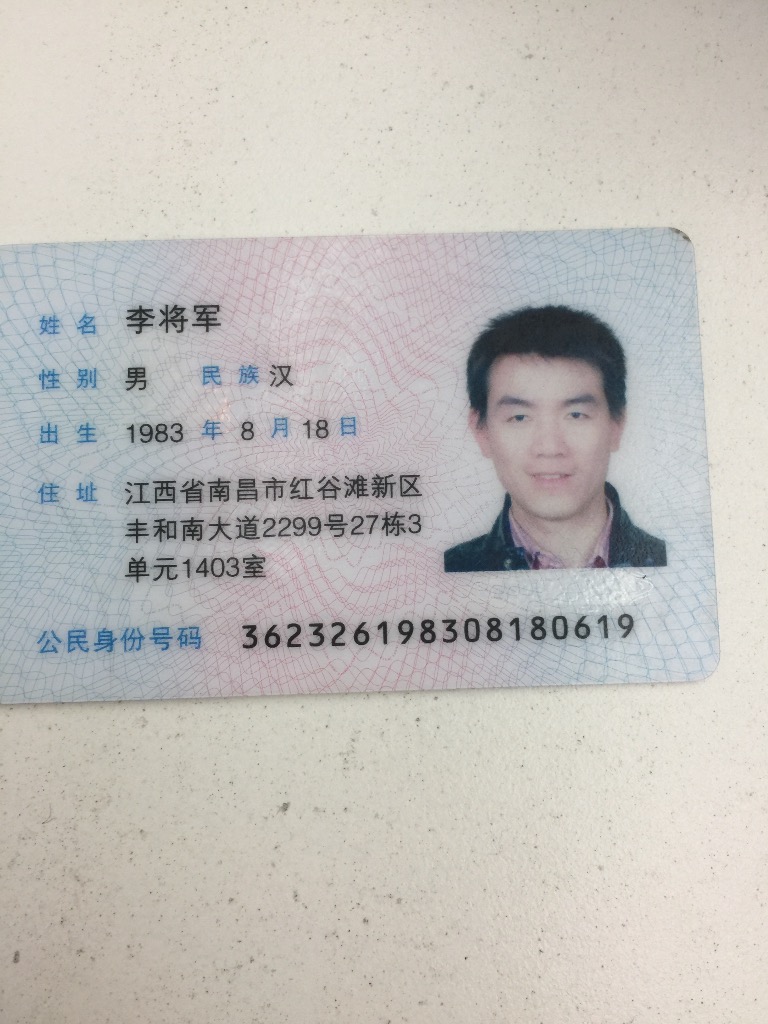 姓名 李将军
性别 男 民族 汉
出生 1983 年 8 月 18 日
住址 江西省南昌市红谷滩新区
丰和南大道2299号27栋3
单元1403室
公民身份号码 362326198308180619